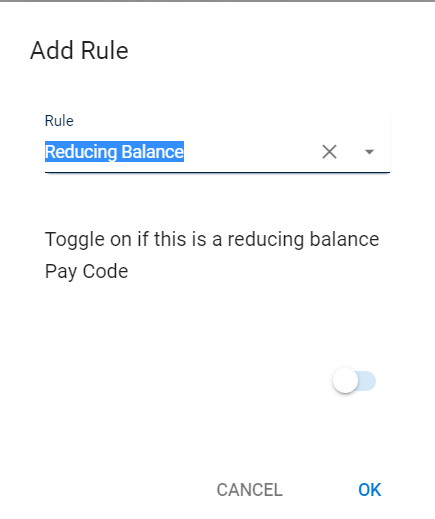 Add Rule
Rule
Reducing Balance
Toggle on if this is a reducing balance
Pay Code
CANCEL OK